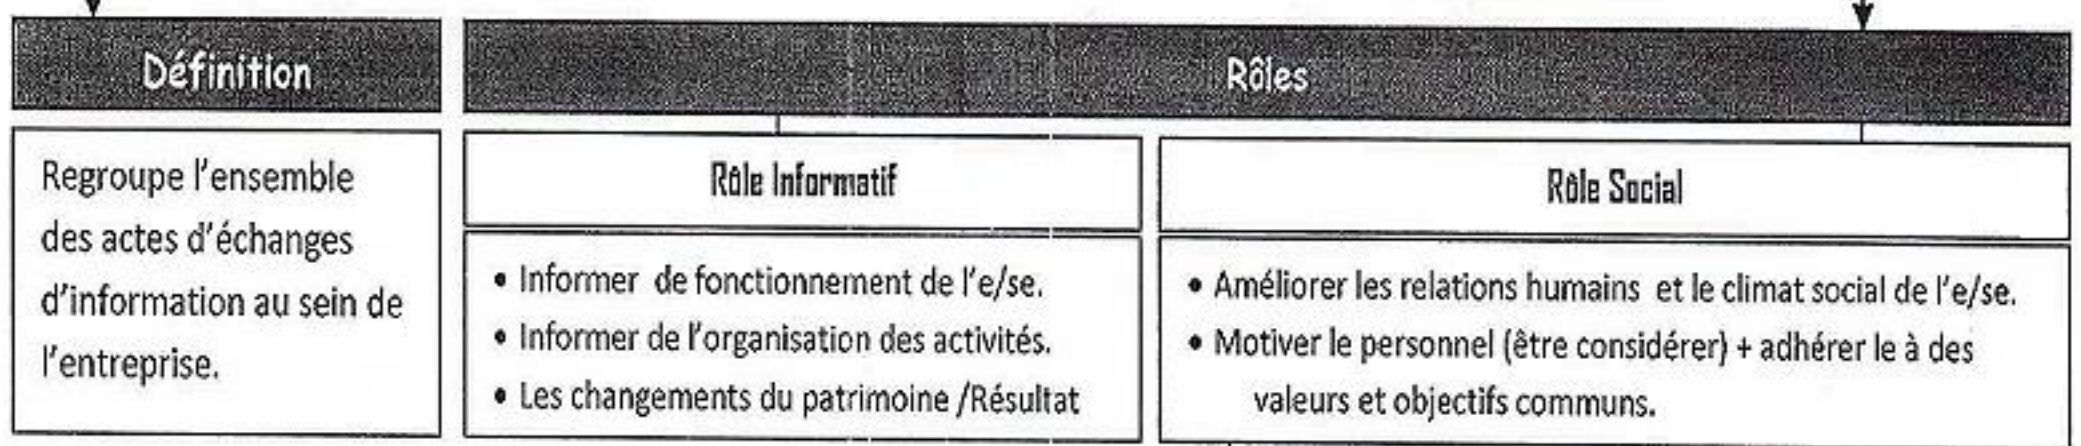 Définition
Regroupe l'ensemble
des actes d'échanges
d'information au sein de
l'entreprise.
Rôles
Rôle Informatif
• Informer de fonctionnement de l'e/se.
• Informer de l'organisation des activités.
• Les changements du patrimoine /Résultat
Rôle Social
• Améliorer les relations humains et le climat social de l'e/se.
• Motiver le personnel (être considérer) + adhérer le à des
valeurs et objectifs communs.